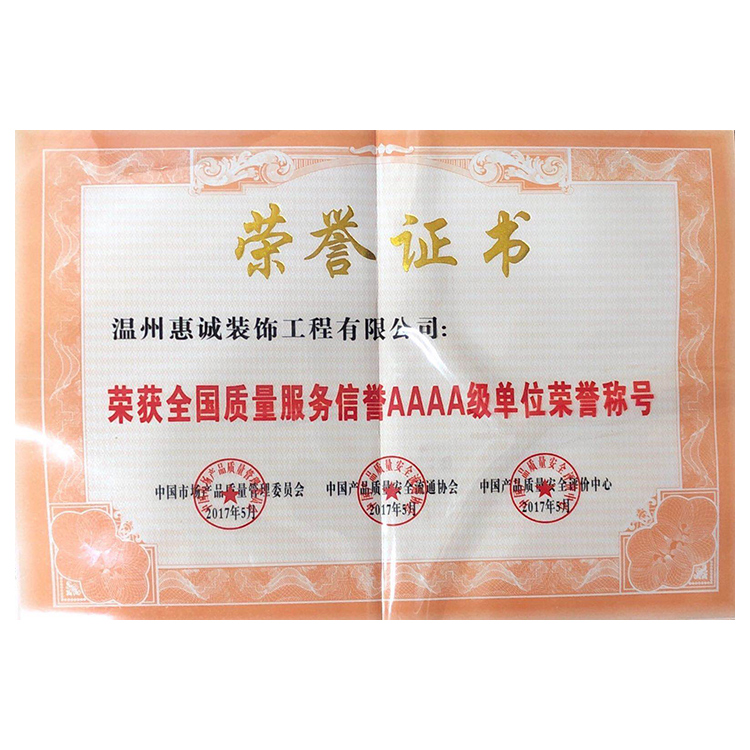 荣誉证书
温州惠诚装饰工程有限公司:
荣获全国质量服务信誉AAAA级单位荣誉称号
中国市场产品质量管理委员会 中国产品质量安全流通协会 中国产品质量安全评价中心
2017年5月 2017年5月 2017年5月